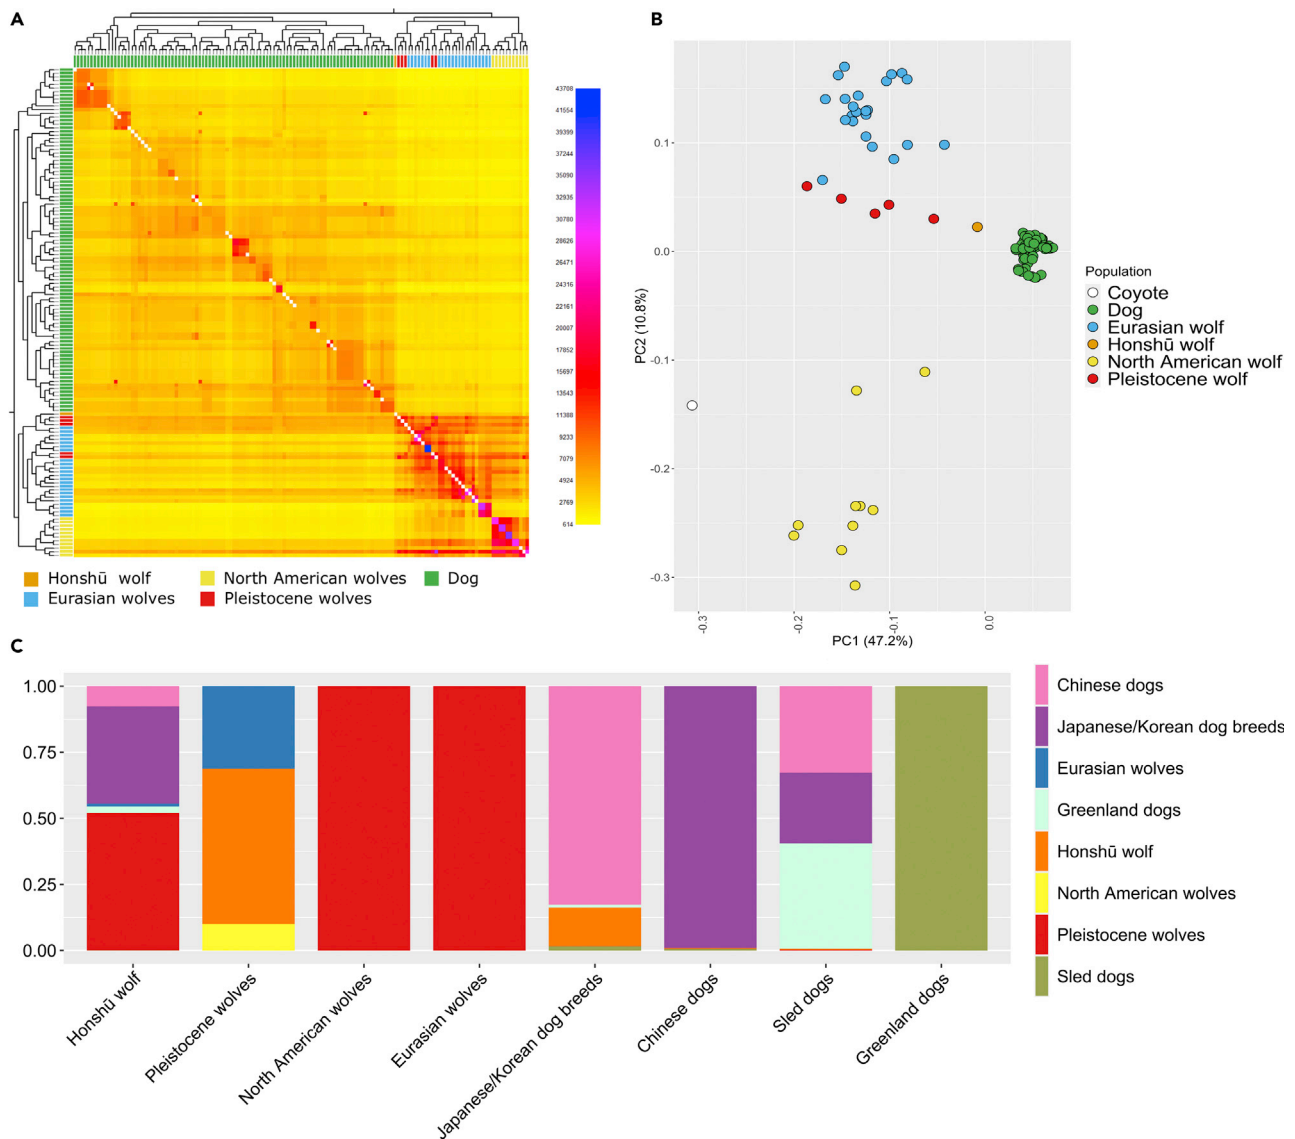 A
43708
41554
39399
37244
35090
32936
30780
28626
26471
24316
22161
20007
17852
15697
13543
11388
9233
7079
4924
2769
614
Honshū wolf
North American wolves
Dog
Eurasian wolves
Pleistocene wolves
B
PC2 (10.8%)
0.1
0.0
-0.1
-0.2
-0.3
-0.3
-0.2
-0.1
0.0
PC1 (47.2%)
Population
Coyote
Dog
Eurasian wolf
Honshū wolf
North American wolf
Pleistocene wolf
C
1.00
0.75
0.50
0.25
0.00
Honshū wolf
Pleistocene wolves
North American wolves
Eurasian wolves
Japanese/Korean dog breeds
Chinese dogs
Sled dogs
Greenland dogs
Chinese dogs
Japanese/Korean dog breeds
Eurasian wolves
Greenland dogs
Honshū wolf
North American wolves
Pleistocene wolves
Sled dogs